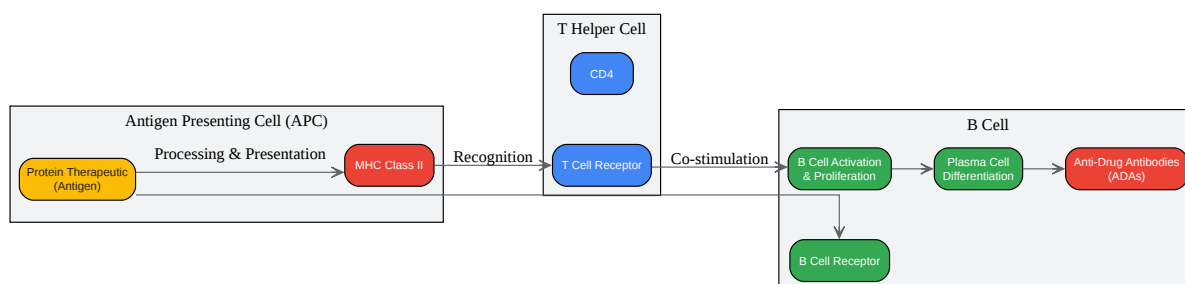 T Helper Cell
CD4
Antigen Presenting Cell (APC)
Processing & Presentation
Protein Therapeutic
(Antigen)
MHC Class II
Recognition
T Cell Receptor
Co-stimulation
B Cell
B Cell Activation
& Proliferation
Plasma Cell
Differentiation
Anti-Drug Antibodies
(ADAs)
B Cell Receptor